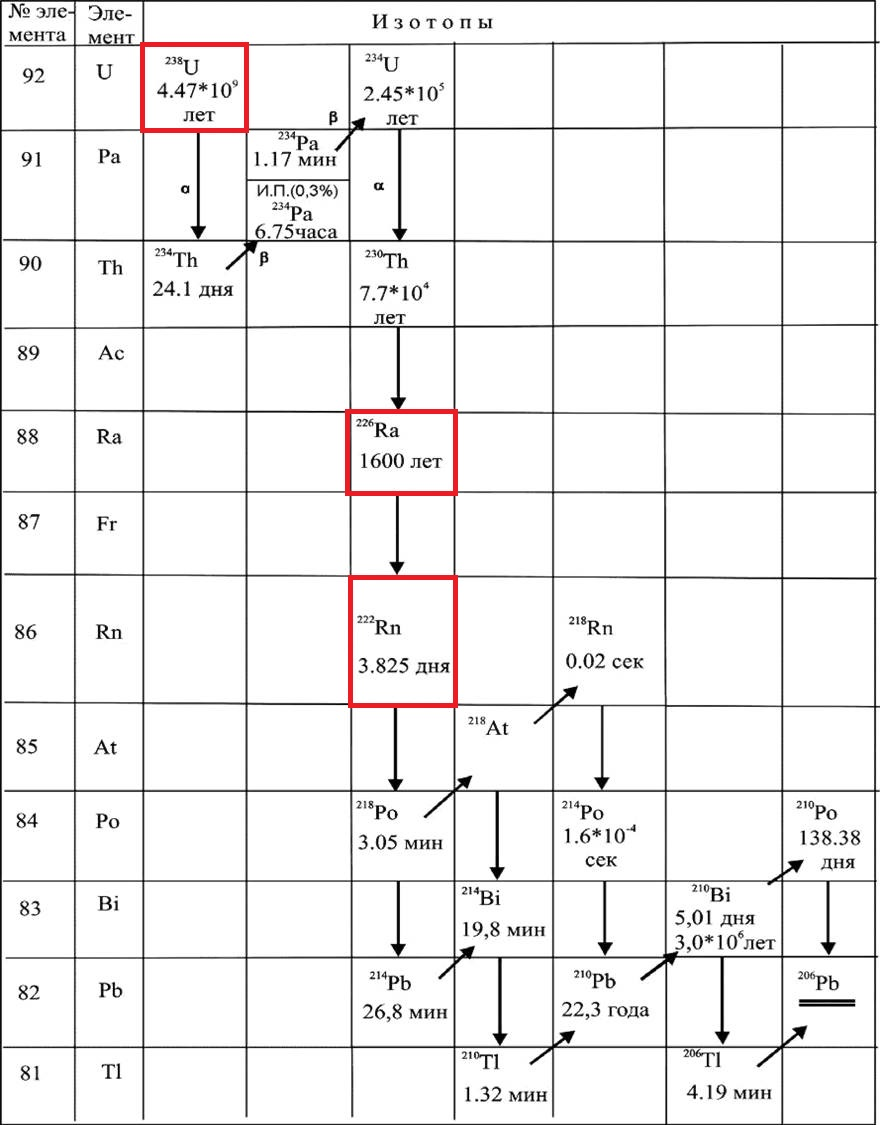 № эле-
мента
Эле-
мент
Изотопы
92
U
²³⁸U
4.47*10⁹
лет
²³⁴U
2.45*10⁵
лет
β
91
Pa
α
²³⁴Pa
1.17 мин
И.П.(0,3%)
²³⁴Pa
6.75часа
α
90
Th
²³⁴Th
24.1 дня
β
²³⁰Th
7.7*10⁴
лет
89
Ac
88
Ra
²²⁶Ra
1600 лет
87
Fr
86
Rn
²²²Rn
3.825 дня
²¹⁸Rn
0.02 сек
85
At
²¹⁸At
84
Po
²¹⁸Po
3.05 мин
²¹⁴Po
1.6*10⁻⁴
сек
²¹⁰Po
138.38
дня
83
Bi
²¹⁴Bi
19,8 мин
²¹⁰Bi
5,01 дня
3,0*10⁶лет
82
Pb
²¹⁴Pb
26,8 мин
²¹⁰Pb
22,3 года
²⁰⁶Pb
81
Tl
²¹⁰Tl
1.32 мин
²⁰⁶Tl
4.19 мин